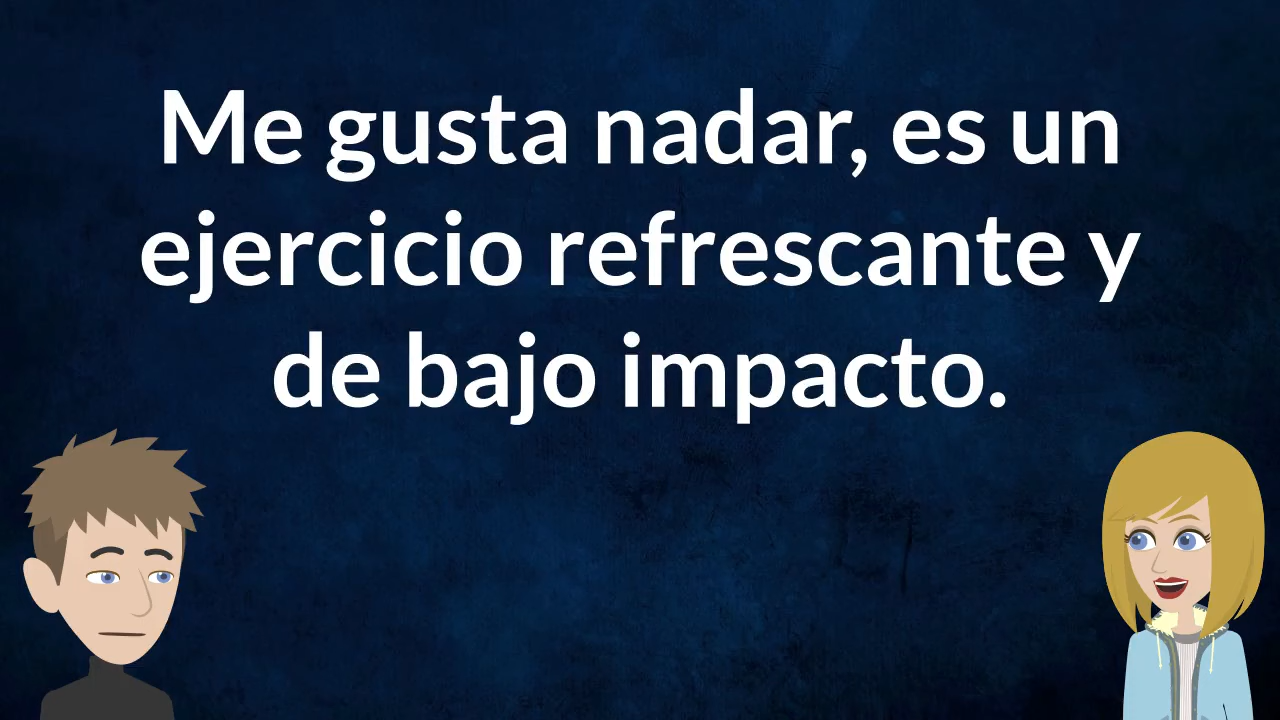 Me gusta nadar, es un
ejercicio refrescante y
de bajo impacto.